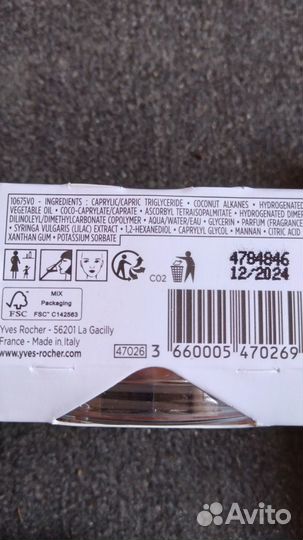 10675V0 - INGREDIENTS : CAPRYLIC/CAPRIC TRIGLYCERIDE • COCONUT ALKANES • HYDROGENATED
VEGETABLE OIL • COCO-CAPRYLATE/CAPRATE • ASCORBYL TETRAISOPALMITATE • HYDROGENATED DIMER
DILINOLEYL/DIMETHYLCARBONATE COPOLYMER • AQUA/WATER/EAU • GLYCERIN • PARFUM (FRAGRANCE)
• SYRINGA VULGARIS (LILAC) EXTRACT • 1,2-HEXANEDIOL • CAPRYLYL GLYCOL • MANNAN • CITRIC ACID
XANTHAN GUM • POTASSIUM SORBATE
4784846
12/2024
C02
FSC
MIX
Packaging
FSC® C142563
Yves Rocher - 56201 La Gacilly
France - Made in Italy
www.yves-rocher.com
47026
3 660005 470269
Avito